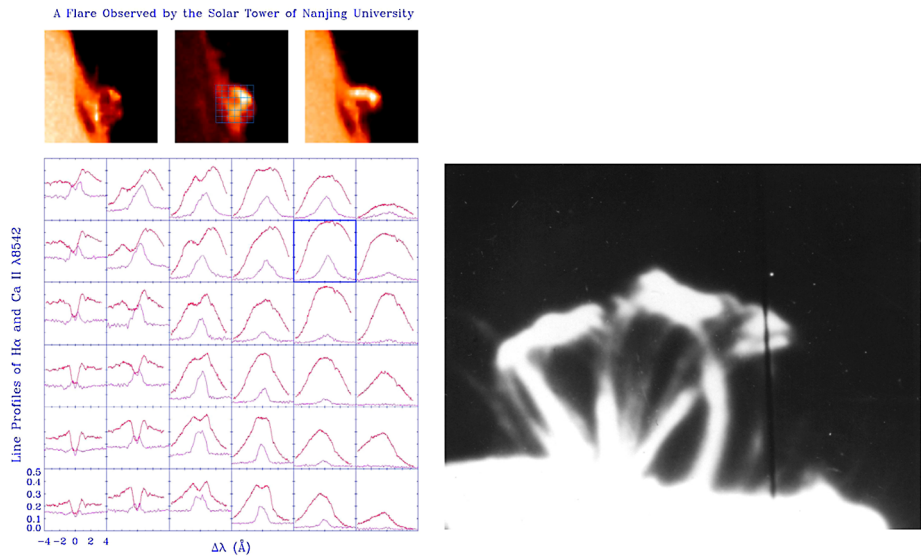 A Flare Observed by the Solar Tower of Nanjing University
Line Profiles of Hα and Ca II λ8542
0.5
0.4
0.3
0.2
0.1
0.0
-4 -2 0 2 4
Δλ (Å)